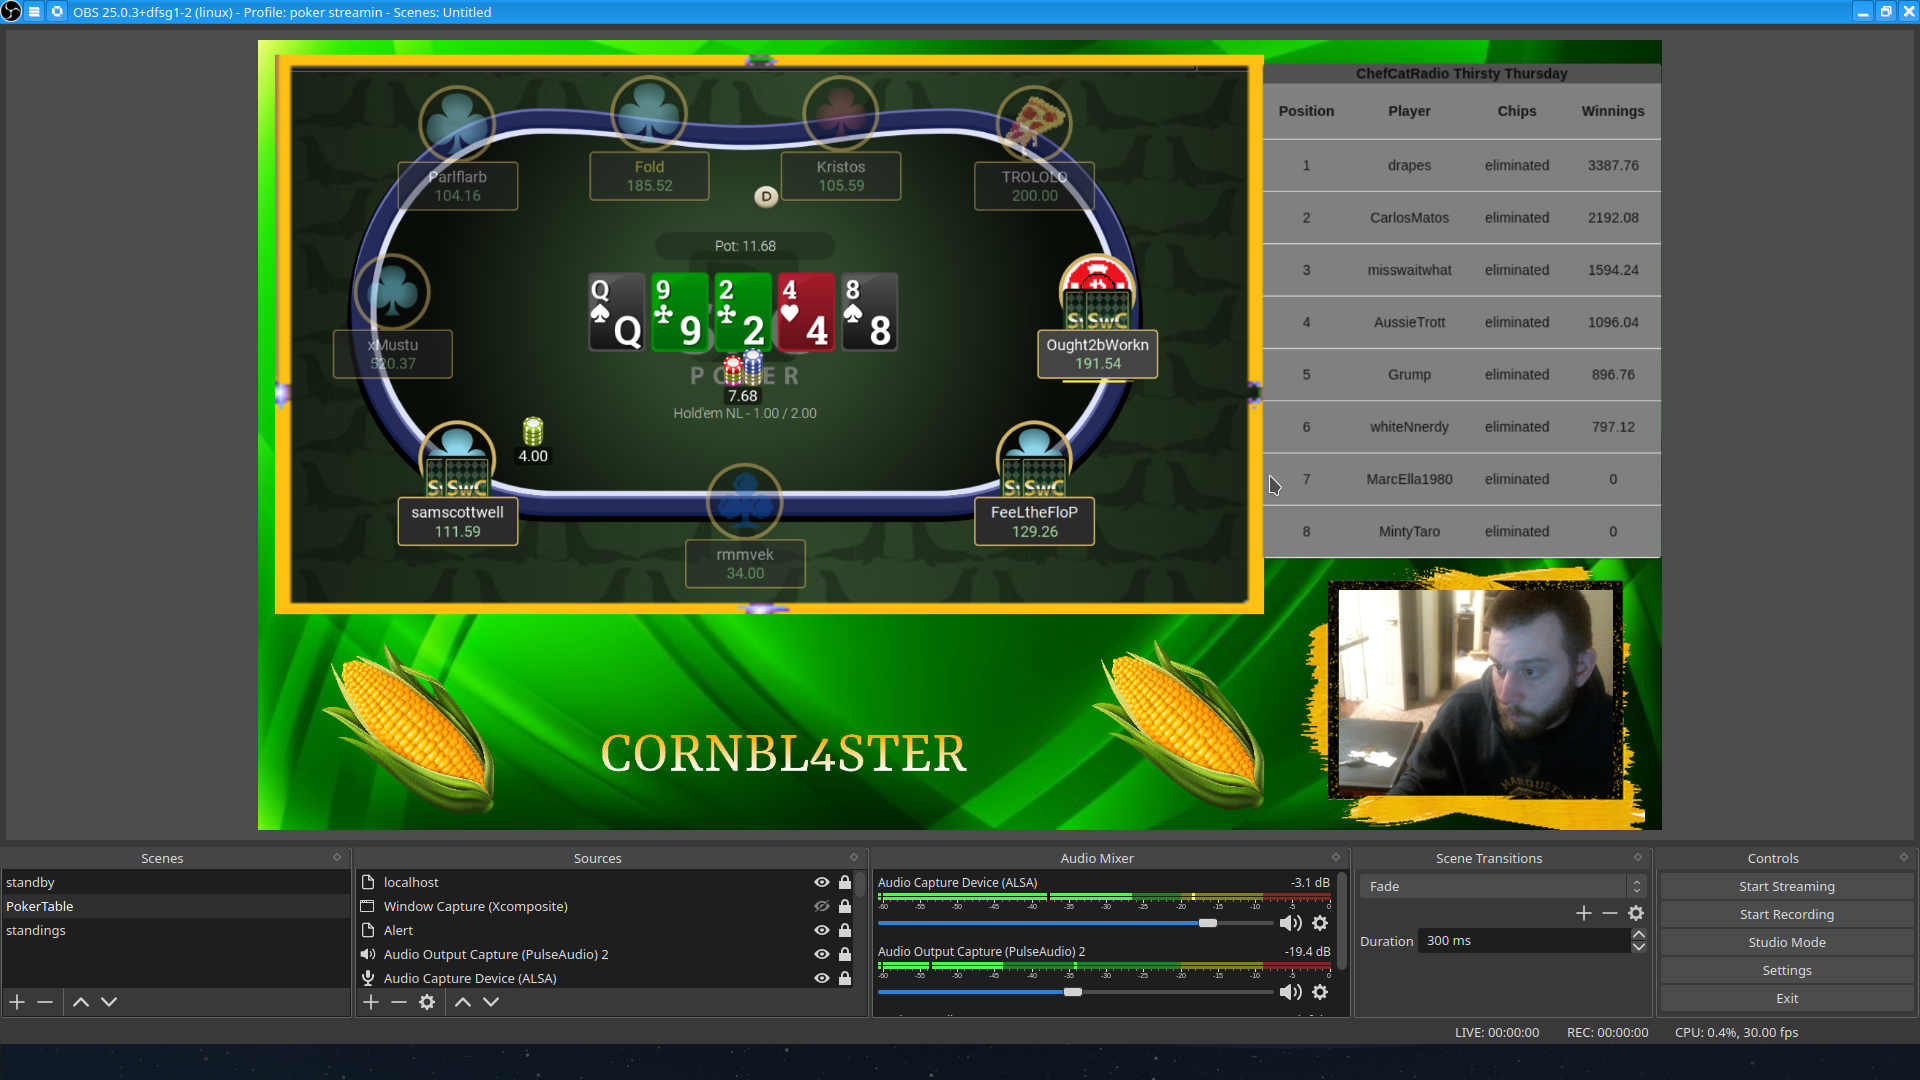 OBS 25.0.3+dfsg1-2 (linux) - Profile: poker streamin - Scenes: Untitled
Parlflarb
104.16
Fold
185.52
Kristos
105.59
TROLOLO
200.00
D
Pot: 11.68
Q Q
9 9
2 2
4 4
8 8
xMustu
520.37
SwC
Ought2bWorkn
191.54
7.68
Hold'em NL - 1.00 / 2.00
4.00
SwC
samscottwell
111.59
SwC
FeeLtheFloP
129.26
rmmvek
34.00
ChefCatRadio Thirsty Thursday
Position Player Chips Winnings
1 drapes eliminated 3387.76
2 CarlosMatos eliminated 2192.08
3 misswaitwhat eliminated 1594.24
4 AussieTrott eliminated 1096.04
5 Grump eliminated 896.76
6 whiteNnerdy eliminated 797.12
7 MarcElla1980 eliminated 0
8 MintyTaro eliminated 0
CORNBL4STER
Scenes
standby
PokerTable
standings
Sources
localhost
Window Capture (Xcomposite)
Alert
Audio Output Capture (PulseAudio) 2
Audio Capture Device (ALSA)
Audio Mixer
Audio Capture Device (ALSA) -3.1 dB
-60 -55 -50 -45 -40 -35 -30 -25 -20 -15 -10 -5 0
Audio Output Capture (PulseAudio) 2 -19.4 dB
-60 -55 -50 -45 -40 -35 -30 -25 -20 -15 -10 -5 0
Scene Transitions
Fade
Duration 300 ms
Controls
Start Streaming
Start Recording
Studio Mode
Settings
Exit
LIVE: 00:00:00 REC: 00:00:00 CPU: 0.4%, 30.00 fps